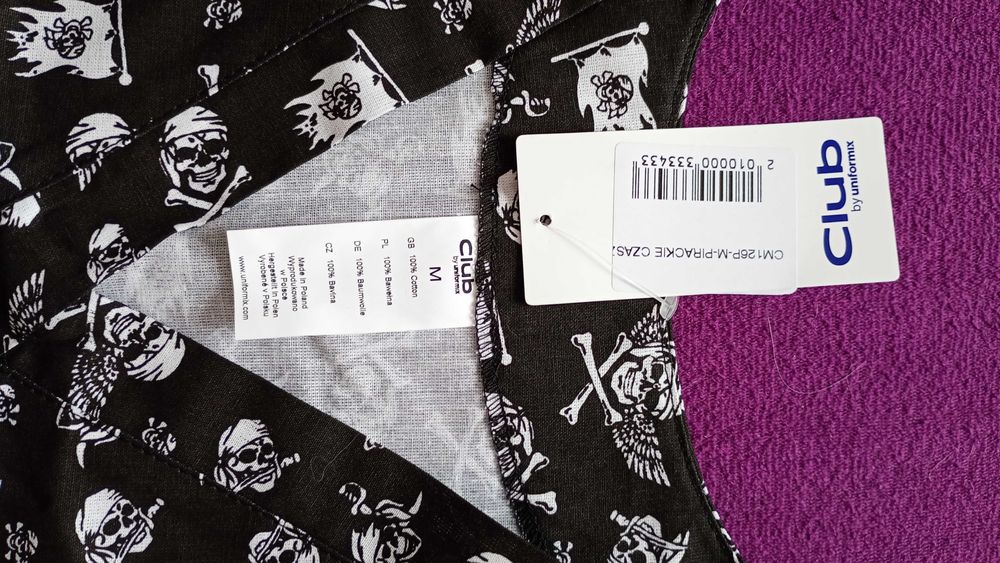 Club
by uniformix
M
GB 100% Cotton
PL 100% Bawełna
DE 100% Baumwolle
CZ 100% Bavlna
Made in Poland
Wyprodukowano
w Polsce
Hergestellt in Polen
Vyrobené v Polsku
www.uniformix.com
Club
by uniformix
2 010000 333433
CM126P-M-PIRACKIE CZASZ